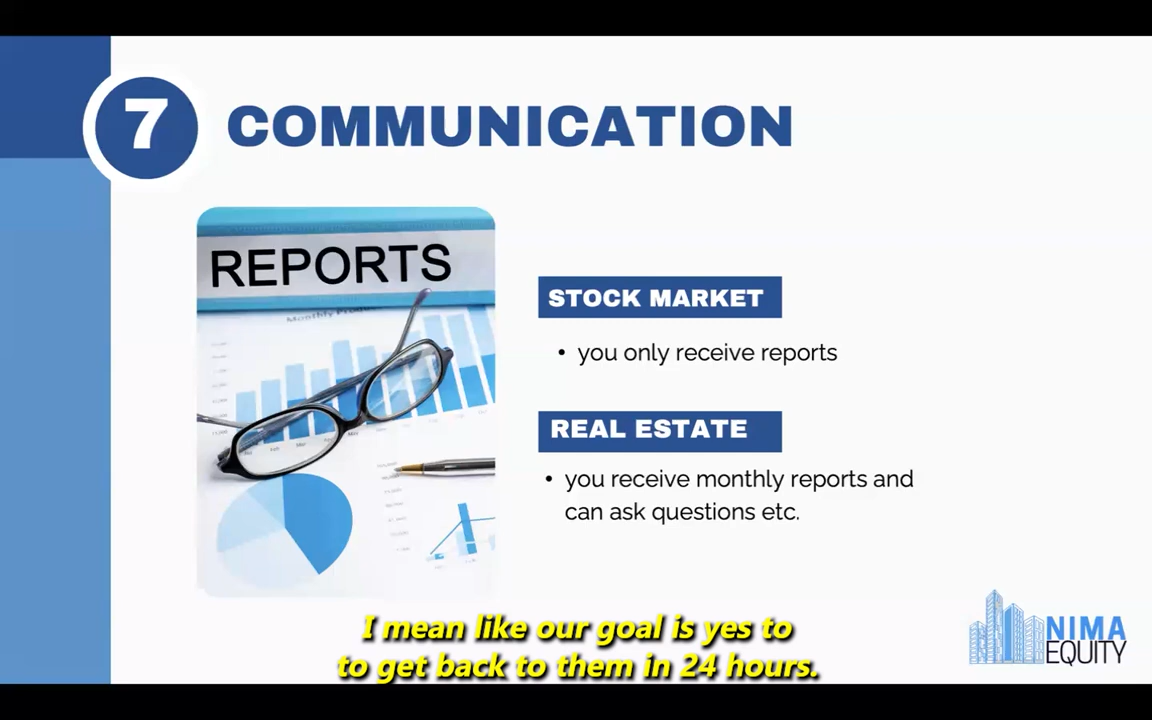 7 COMMUNICATION
REPORTS
STOCK MARKET
• you only receive reports
REAL ESTATE
• you receive monthly reports and
can ask questions etc.
NIMA
EQUITY
I mean like our goal is yes to
to get back to them in 24 hours.